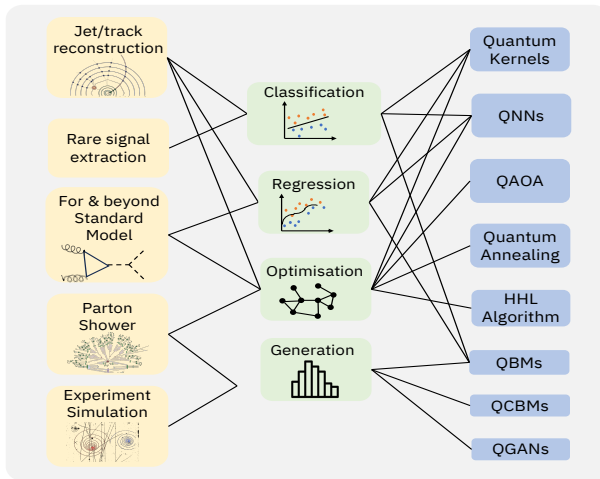 Jet/track
reconstruction
Rare signal
extraction
For & beyond
Standard
Model
Parton
Shower
Experiment
Simulation
Classification
Regression
Optimisation
Generation
Quantum
Kernels
QNNs
QAOA
Quantum
Annealing
HHL
Algorithm
QBMs
QCBMs
QGANs